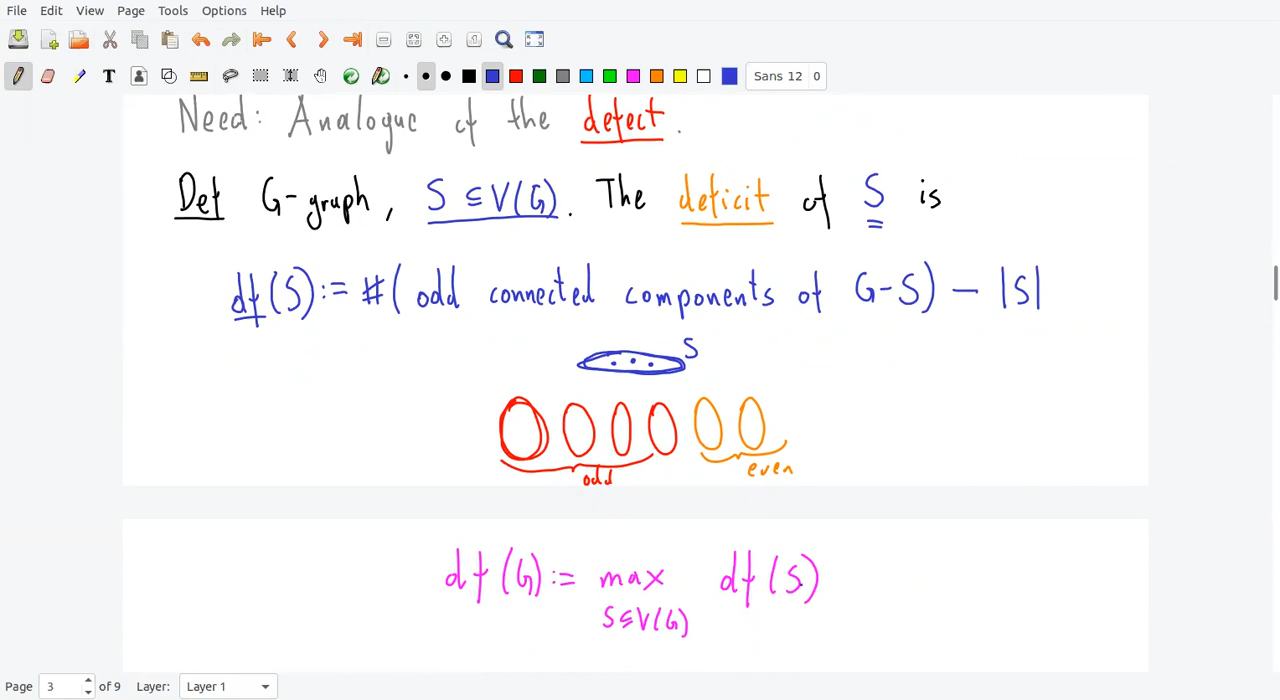 File Edit View Page Tools Options Help
Sans 12 0
Need: Analogue of the defect.
Def G-graph, S ⊆ V(G). The deficit of S is
df(S) := #(odd connected components of G-S) - |S|
S
odd
even
df(G) := max df(S)
S⊆V(G)
Page 3 of 9 Layer: Layer 1